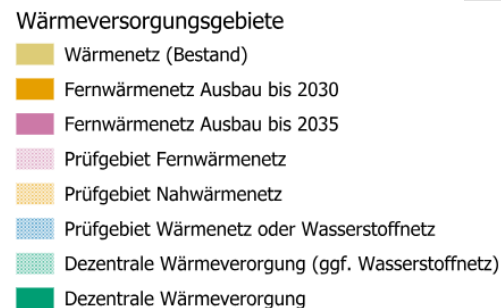 Wärmeversorgungsgebiete
Wärmenetz (Bestand)
Fernwärmenetz Ausbau bis 2030
Fernwärmenetz Ausbau bis 2035
Prüfgebiet Fernwärmenetz
Prüfgebiet Nahwärmenetz
Prüfgebiet Wärmenetz oder Wasserstoffnetz
Dezentrale Wärmeverorgung (ggf. Wasserstoffnetz)
Dezentrale Wärmeverorgung